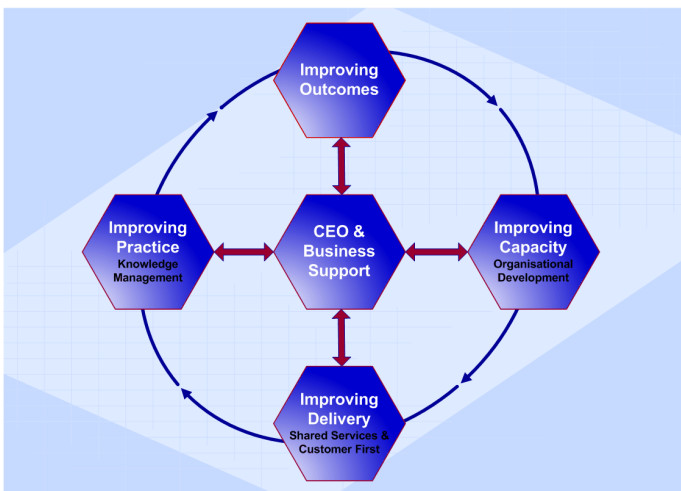 Improving
Outcomes
Improving
Practice
Knowledge
Management
CEO &
Business
Support
Improving
Capacity
Organisational
Development
Improving
Delivery
Shared Services &
Customer First